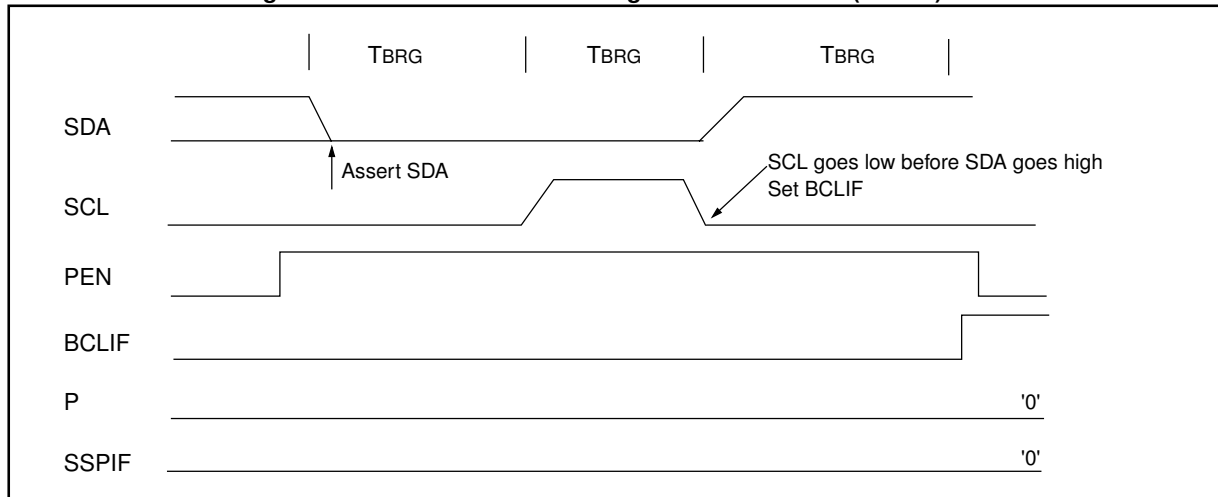 TBRG TBRG TBRG
SDA
Assert SDA
SCL goes low before SDA goes high
Set BCLIF
SCL
PEN
BCLIF
P '0'
SSPIF '0'